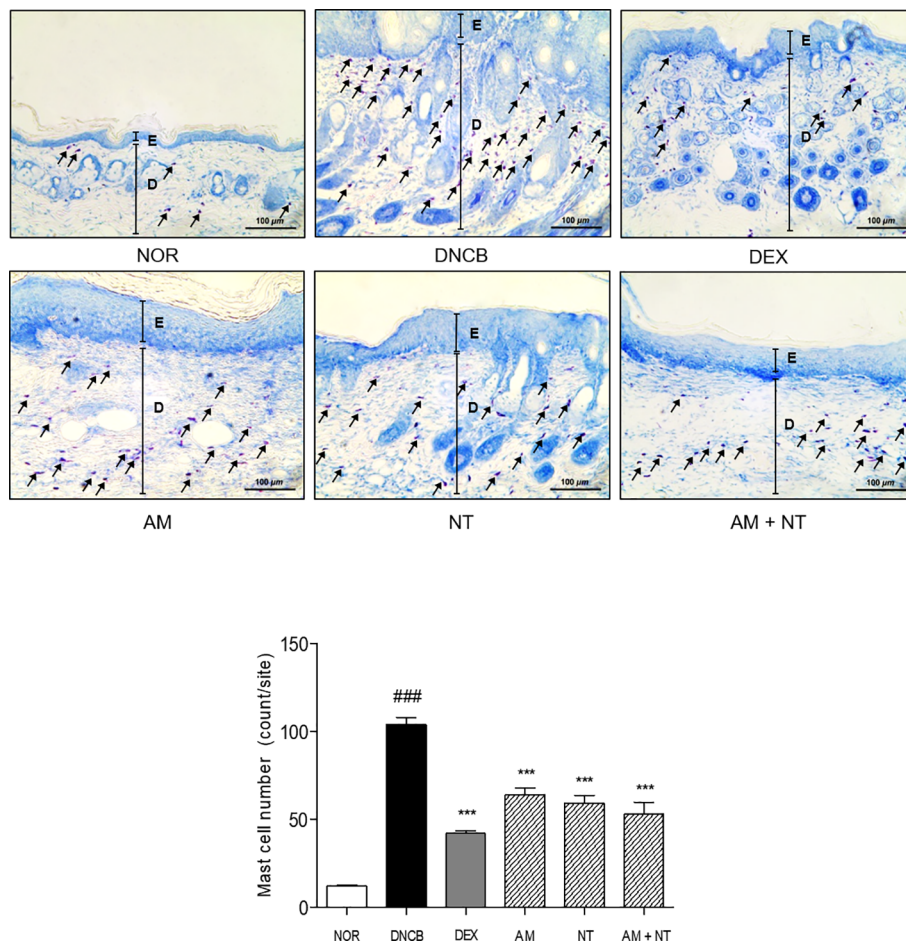 E
D
100 µm
NOR
E
D
100 µm
DNCB
E
D
100 µm
DEX
E
D
100 µm
AM
E
D
100 µm
NT
E
D
100 µm
AM + NT
Mast cell number (count/site)
150
100
50
0
###
***
***
***
***
NOR DNCB DEX AM NT AM + NT